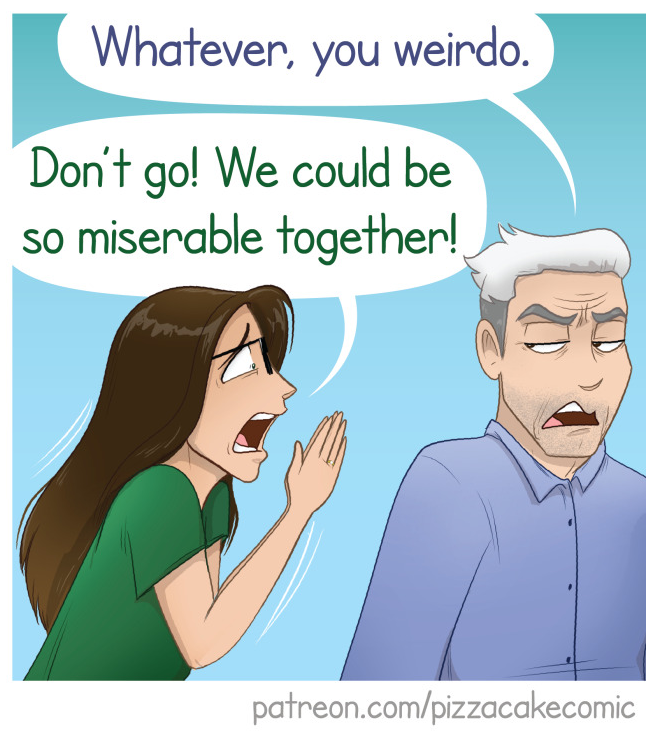 Whatever, you weirdo.
Don't go! We could be
so miserable together!
patreon.com/pizzacakecomic